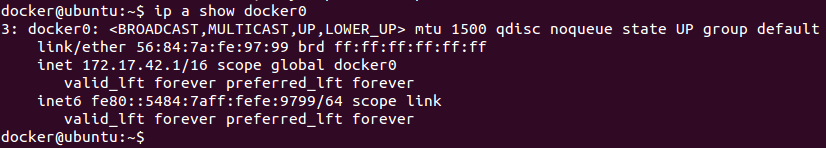 docker@ubuntu:~$ ip a show docker0
3: docker0: <BROADCAST,MULTICAST,UP,LOWER_UP> mtu 1500 qdisc noqueue state UP group default
    link/ether 56:84:7a:fe:97:99 brd ff:ff:ff:ff:ff:ff
    inet 172.17.42.1/16 scope global docker0
       valid_lft forever preferred_lft forever
    inet6 fe80::5484:7aff:fefe:9799/64 scope link
       valid_lft forever preferred_lft forever
docker@ubuntu:~$